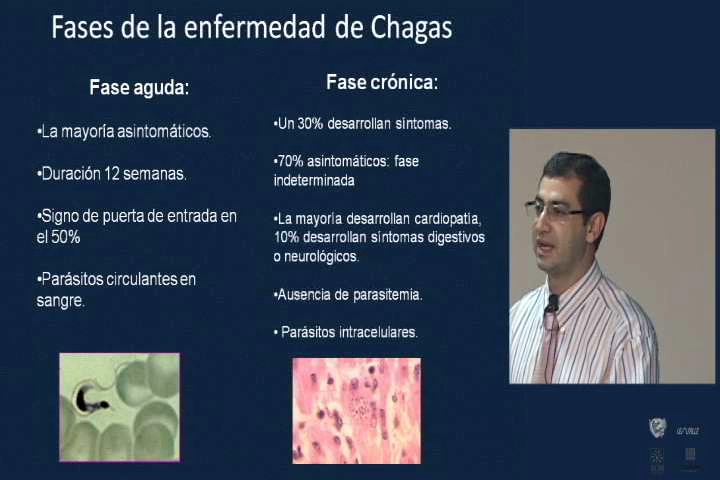 Fases de la enfermedad de Chagas
Fase aguda:
•La mayoría asintomáticos.
•Duración 12 semanas.
•Signo de puerta de entrada en
el 50%
•Parásitos circulantes en
sangre.
Fase crónica:
•Un 30% desarrollan síntomas.
•70% asintomáticos: fase
indeterminada
•La mayoría desarrollan cardiopatía,
10% desarrollan síntomas digestivos
o neurológicos.
•Ausencia de parasitemia.
• Parásitos intracelulares.